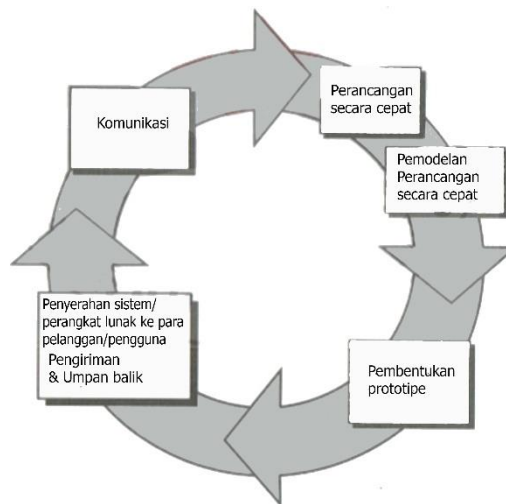 Komunikasi
Perancangan
secara cepat
Pemodelan
Perancangan
secara cepat
Pembentukan
prototipe
Penyerahan sistem/
perangkat lunak ke para
pelanggan/pengguna
Pengiriman
& Umpan balik